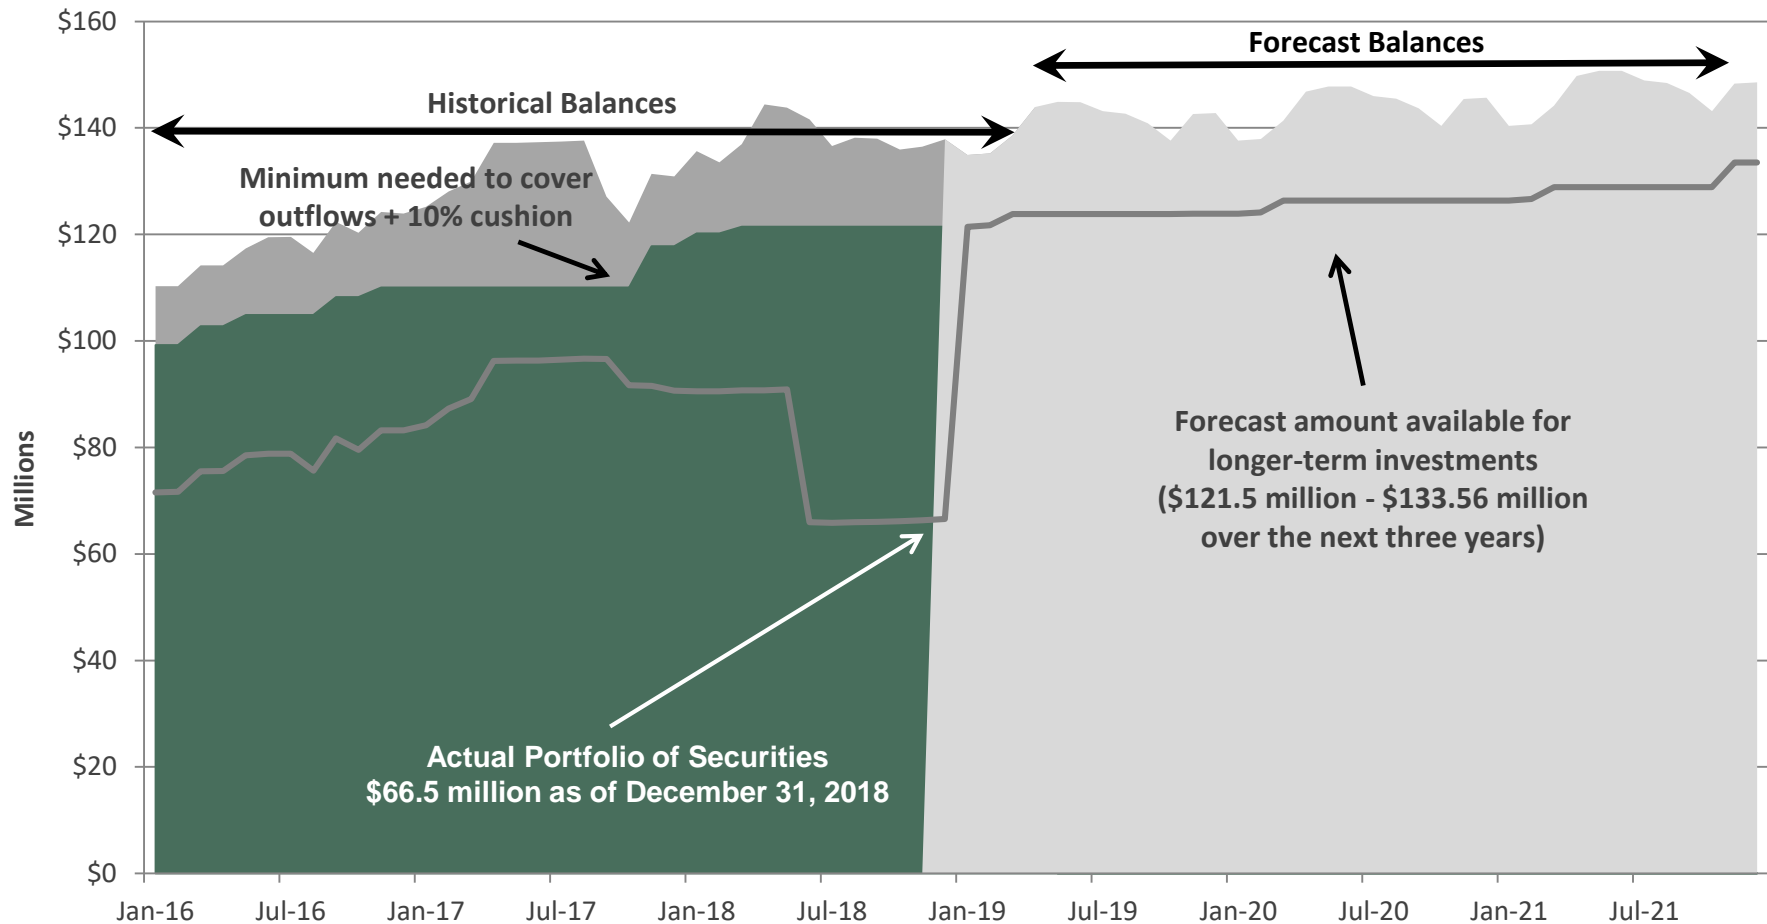 $160
$140
$120
$100
$80
$60
$40
$20
$0
Millions
Historical Balances
Forecast Balances
Minimum needed to cover
outflows + 10% cushion
Forecast amount available for
longer-term investments
($121.5 million - $133.56 million
over the next three years)
Actual Portfolio of Securities
$66.5 million as of December 31, 2018
Jan-16 Jul-16 Jan-17 Jul-17 Jan-18 Jul-18 Jan-19 Jul-19 Jan-20 Jul-20 Jan-21 Jul-21